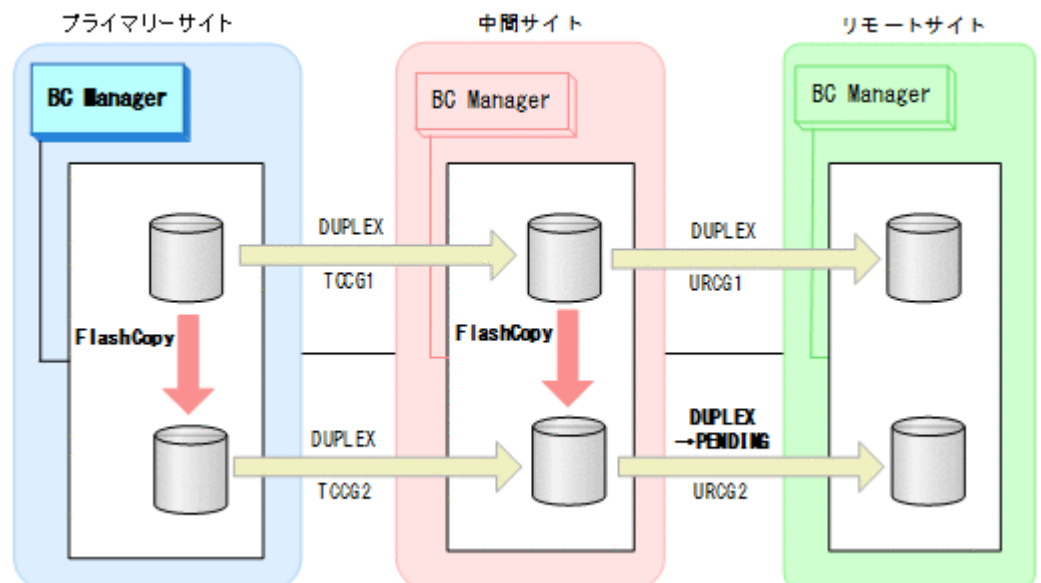 プライマリーサイト
中間サイト
リモートサイト
BC Manager
BC Manager
BC Manager
DUPLEX
TCCG1
DUPLEX
URCG1
FlashCopy
FlashCopy
DUPLEX
TCCG2
DUPLEX
→PENDING
URCG2